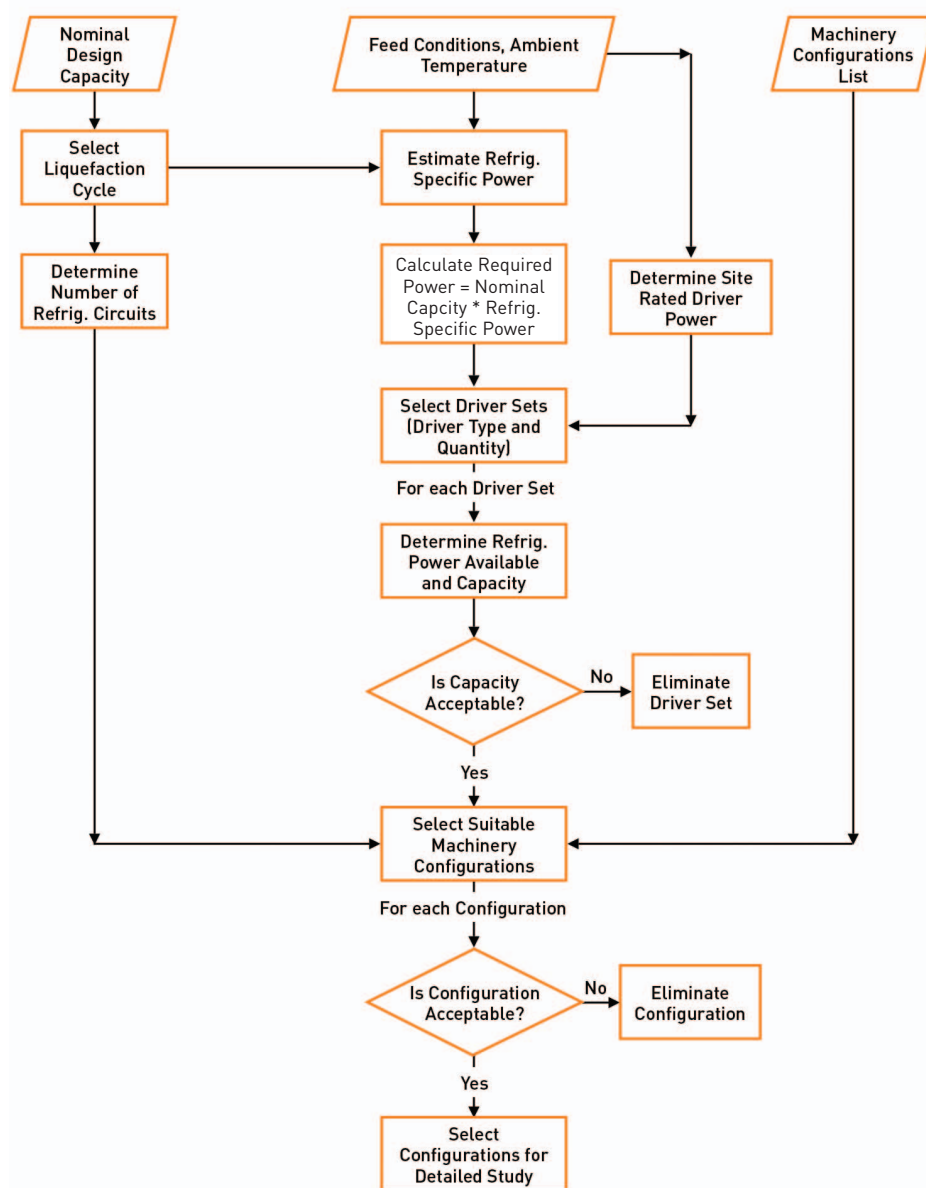 Nominal
Design
Capacity
Feed Conditions, Ambient
Temperature
Machinery
Configurations
List
Select
Liquefaction
Cycle
Estimate Refrig.
Specific Power
Determine
Number of
Refrig. Circuits
Calculate Required
Power = Nominal
Capcity * Refrig.
Specific Power
Determine Site
Rated Driver
Power
Select Driver Sets
(Driver Type and
Quantity)
For each Driver Set
Determine Refrig.
Power Available
and Capacity
Is Capacity
Acceptable?
No
Eliminate
Driver Set
Yes
Select Suitable
Machinery
Configurations
For each Configuration
Is Configuration
Acceptable?
No
Eliminate
Configuration
Yes
Select
Configurations for
Detailed Study